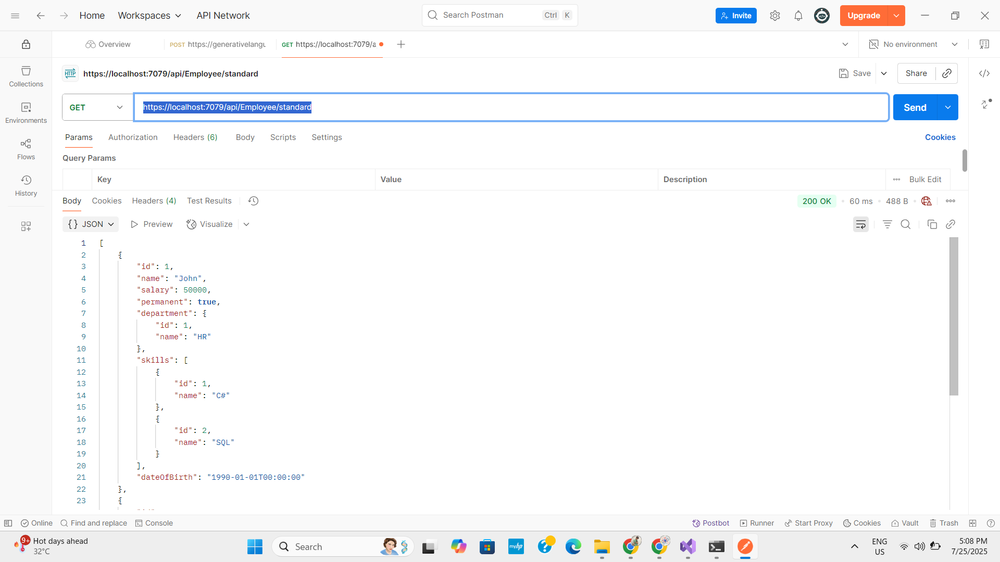 Home Workspaces API Network Search Postman Ctrl K Invite Upgrade
Overview POST https://generativelangu GET https://localhost:7079/a No environment
HTTP https://localhost:7079/api/Employee/standard Save Share
GET https://localhost:7079/api/Employee/standard Send
Params Authorization Headers (6) Body Scripts Settings Cookies
Query Params
Key Value Description Bulk Edit
Collections
Environments
Flows
History
Body Cookies Headers (4) Test Results 200 OK 60 ms 488 B
{} JSON Preview Visualize
1 [
2 {
3 "id": 1,
4 "name": "John",
5 "salary": 50000,
6 "permanent": true,
7 "department": {
8 "id": 1,
9 "name": "HR"
10 },
11 "skills": [
12 {
13 "id": 1,
14 "name": "C#"
15 },
16 {
17 "id": 2,
18 "name": "SQL"
19 }
20 ],
21 "dateOfBirth": "1990-01-01T00:00:00"
22 },
23 {
Online Find and replace Console Postbot Runner Start Proxy Cookies Vault Trash
9+ Hot days ahead
32°C
Search
myhp
ENG
US
5:08 PM
7/25/2025